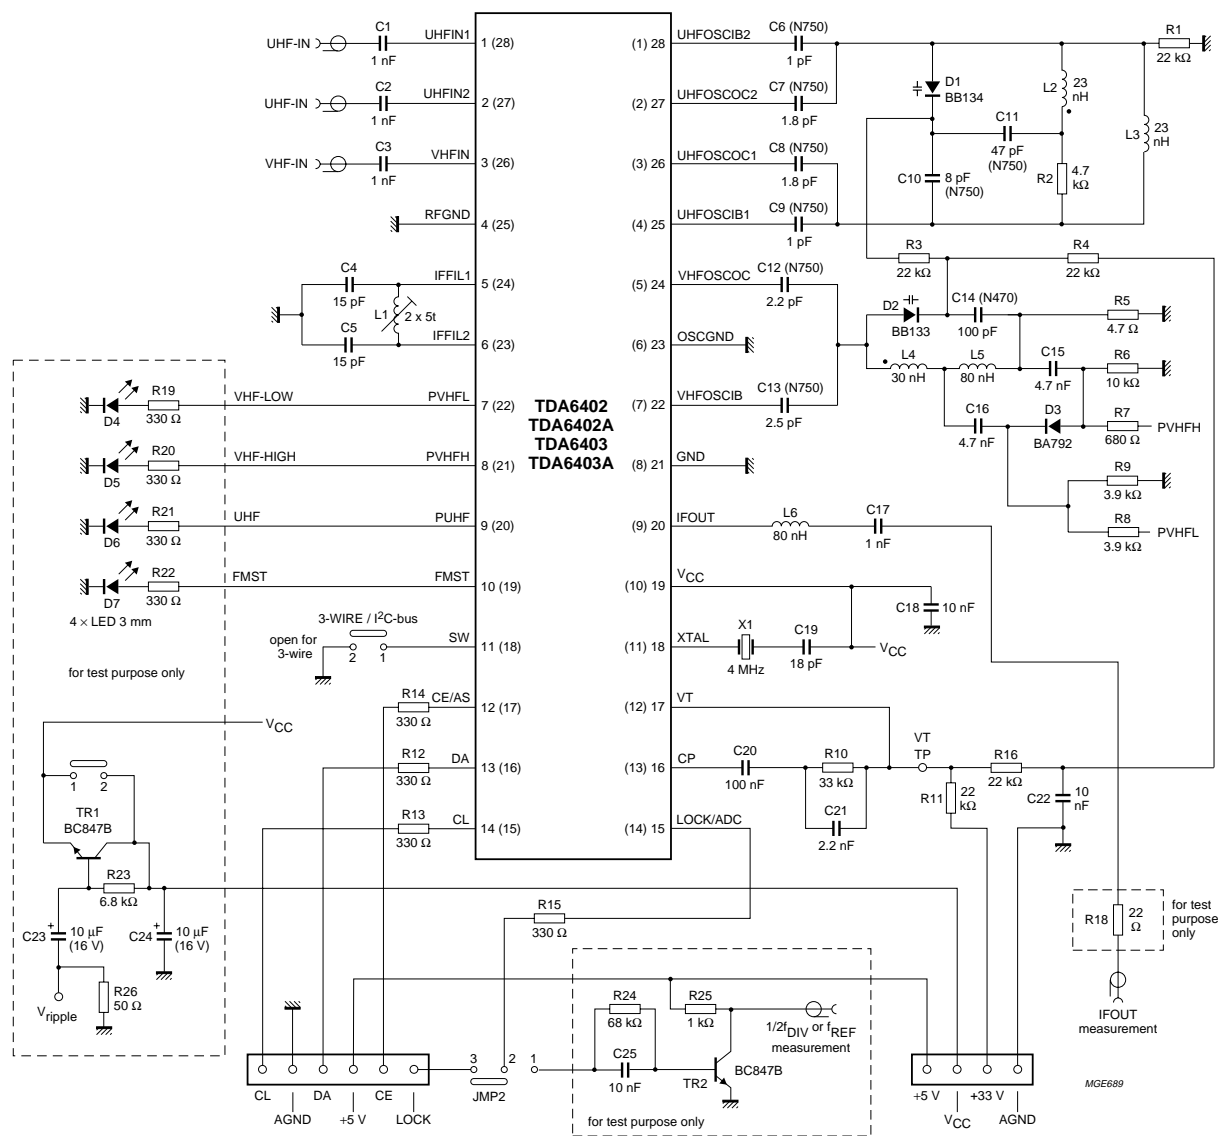 C1
UHF-IN
1 nF
UHFIN1
1 (28)
C2
UHF-IN
1 nF
UHFIN2
2 (27)
C3
VHF-IN
1 nF
VHFIN
3 (26)
RFGND
4 (25)
C4
15 pF
IFFIL1
5 (24)
L1
2 x 5t
C5
15 pF
IFFIL2
6 (23)
D4
R19
330 Ω
VHF-LOW
PVHFL
7 (22)
D5
R20
330 Ω
VHF-HIGH
PVHFH
8 (21)
D6
R21
330 Ω
UHF
PUHF
9 (20)
D7
R22
330 Ω
FMST
FMST
10 (19)
4 × LED 3 mm
for test purpose only
3-WIRE / I²C-bus
open for
3-wire
2
1
SW
11 (18)
R14
330 Ω
CE/AS
12 (17)
R12
330 Ω
DA
13 (16)
R13
330 Ω
CL
14 (15)
TDA6402
TDA6402A
TDA6403
TDA6403A
(1) 28
UHFOSCIB2
C6 (N750)
1 pF
(2) 27
UHFOSCOC2
C7 (N750)
1.8 pF
(3) 26
UHFOSCOC1
C8 (N750)
1.8 pF
(4) 25
UHFOSCIB1
C9 (N750)
1 pF
D1
BB134
C10
8 pF
(N750)
C11
47 pF
(N750)
L2
23
nH
R2
4.7
kΩ
L3
23
nH
R1
22 kΩ
R3
22 kΩ
R4
22 kΩ
(5) 24
VHFOSCOC
C12 (N750)
2.2 pF
(6) 23
OSCGND
(7) 22
VHFOSCIB
C13 (N750)
2.5 pF
(8) 21
GND
D2
BB133
C14 (N470)
100 pF
L4
30 nH
L5
80 nH
C15
4.7 nF
R5
4.7 Ω
R6
10 kΩ
C16
4.7 nF
D3
BA792
R7
680 Ω
PVHFH
R9
3.9 kΩ
R8
3.9 kΩ
PVHFL
(9) 20
IFOUT
L6
80 nH
C17
1 nF
(10) 19
VCC
C18
10 nF
(11) 18
XTAL
X1
4 MHz
C19
18 pF
VCC
(12) 17
VT
(13) 16
CP
C20
100 nF
R10
33 kΩ
C21
2.2 nF
VT
TP
R11
22
kΩ
R16
22 kΩ
C22
10
nF
(14) 15
LOCK/ADC
VCC
1
2
TR1
BC847B
R23
6.8 kΩ
C23
+
10 µF
(16 V)
C24
+
10 µF
(16 V)
Vripple
R26
50 Ω
R15
330 Ω
R18
22
Ω
for test
purpose
only
IFOUT
measurement
R24
68 kΩ
C25
10 nF
R25
1 kΩ
TR2
BC847B
1/2fDIV or fREF
measurement
for test purpose only
3
2
1
JMP2
CL
AGND
DA
+5 V
CE
LOCK
+5 V
VCC
+33 V
AGND
MGE689